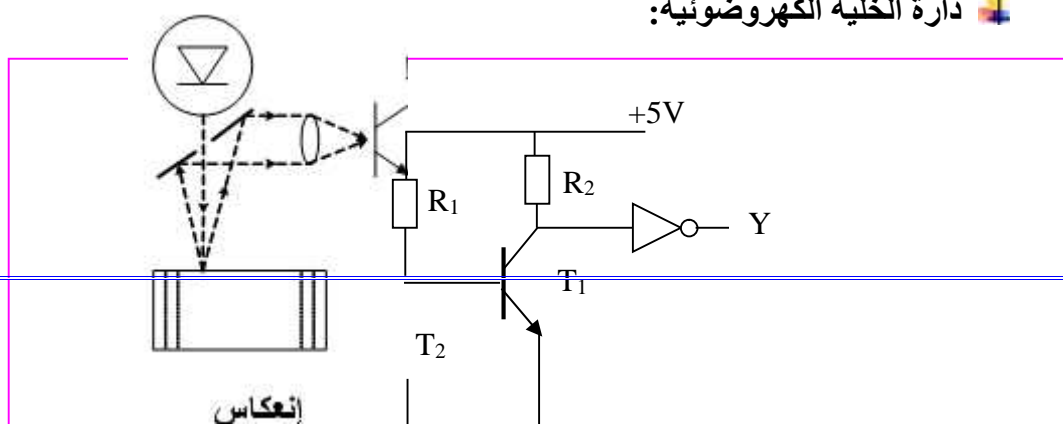 دارة الخلية الكهروضوئية:
+5V
R₂
R₁
Y
T₁
T₂
إنعكاس